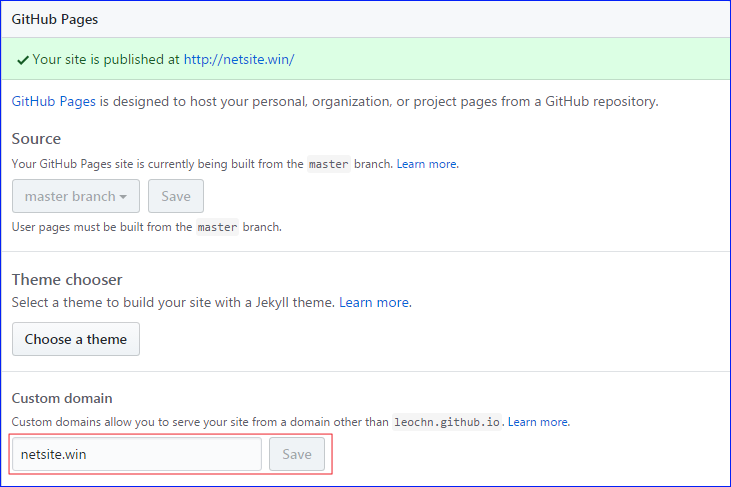 GitHub Pages
Your site is published at http://netsite.win/
GitHub Pages is designed to host your personal, organization, or project pages from a GitHub repository.
Source
Your GitHub Pages site is currently being built from the master branch. Learn more.
master branch Save
User pages must be built from the master branch.
Theme chooser
Select a theme to build your site with a Jekyll theme. Learn more.
Choose a theme
Custom domain
Custom domains allow you to serve your site from a domain other than leochn.github.io. Learn more.
netsite.win Save